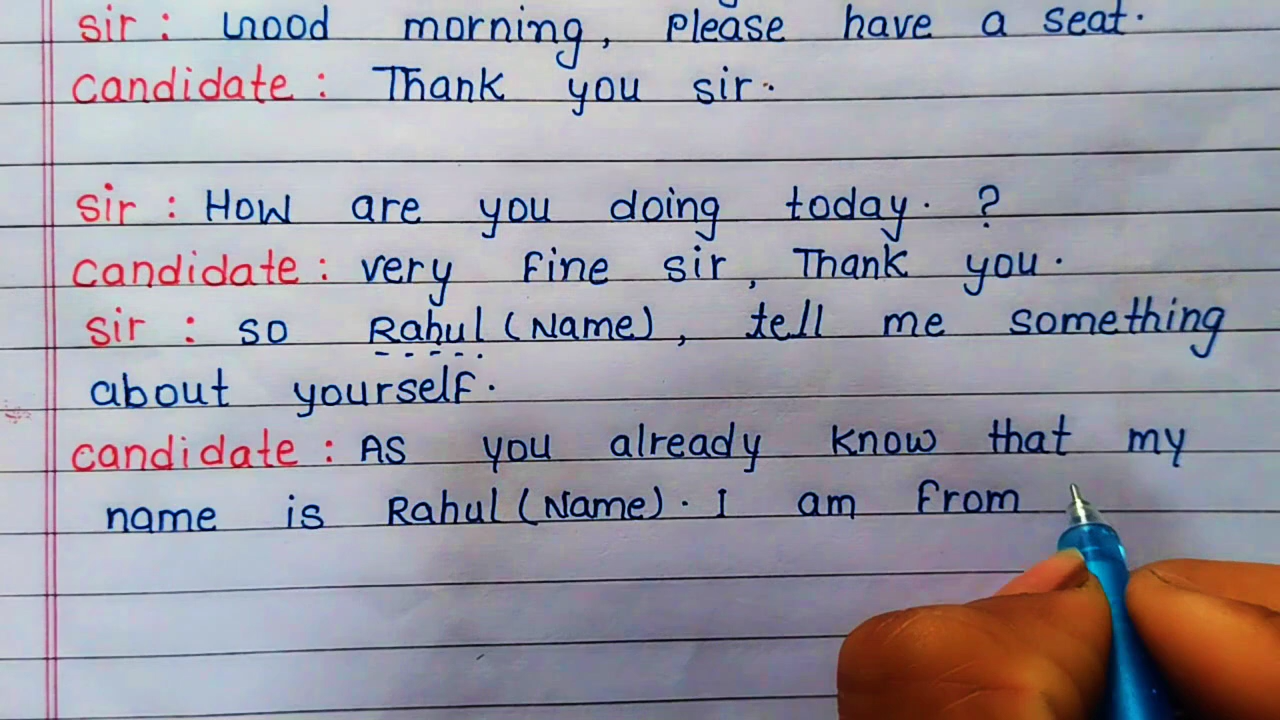 sir : Good morning, Please have a seat.
candidate : Thank you sir.
sir : How are you doing today. ?
candidate : very fine sir, Thank you.
sir : so Rahul (Name), tell me something
about yourself.
candidate : As you already know that my
name is Rahul (Name). I am from